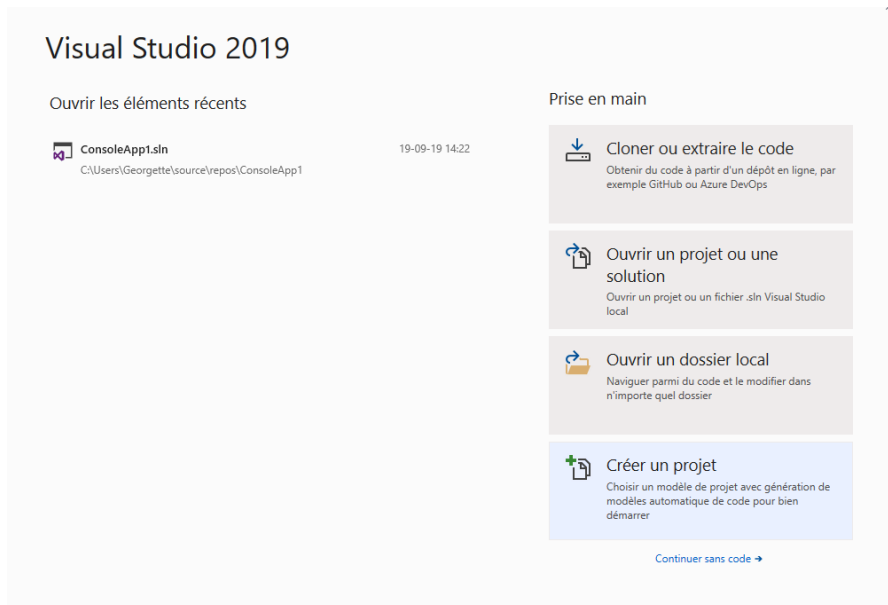 Visual Studio 2019
Ouvrir les éléments récents
ConsoleApp1.sln 19-09-19 14:22
C:\Users\Georgette\source\repos\ConsoleApp1
Prise en main
Cloner ou extraire le code
Obtenir du code à partir d'un dépôt en ligne, par
exemple GitHub ou Azure DevOps
Ouvrir un projet ou une
solution
Ouvrir un projet ou un fichier .sln Visual Studio
local
Ouvrir un dossier local
Naviguer parmi du code et le modifier dans
n'importe quel dossier
Créer un projet
Choisir un modèle de projet avec génération de
modèles automatique de code pour bien
démarrer
Continuer sans code →